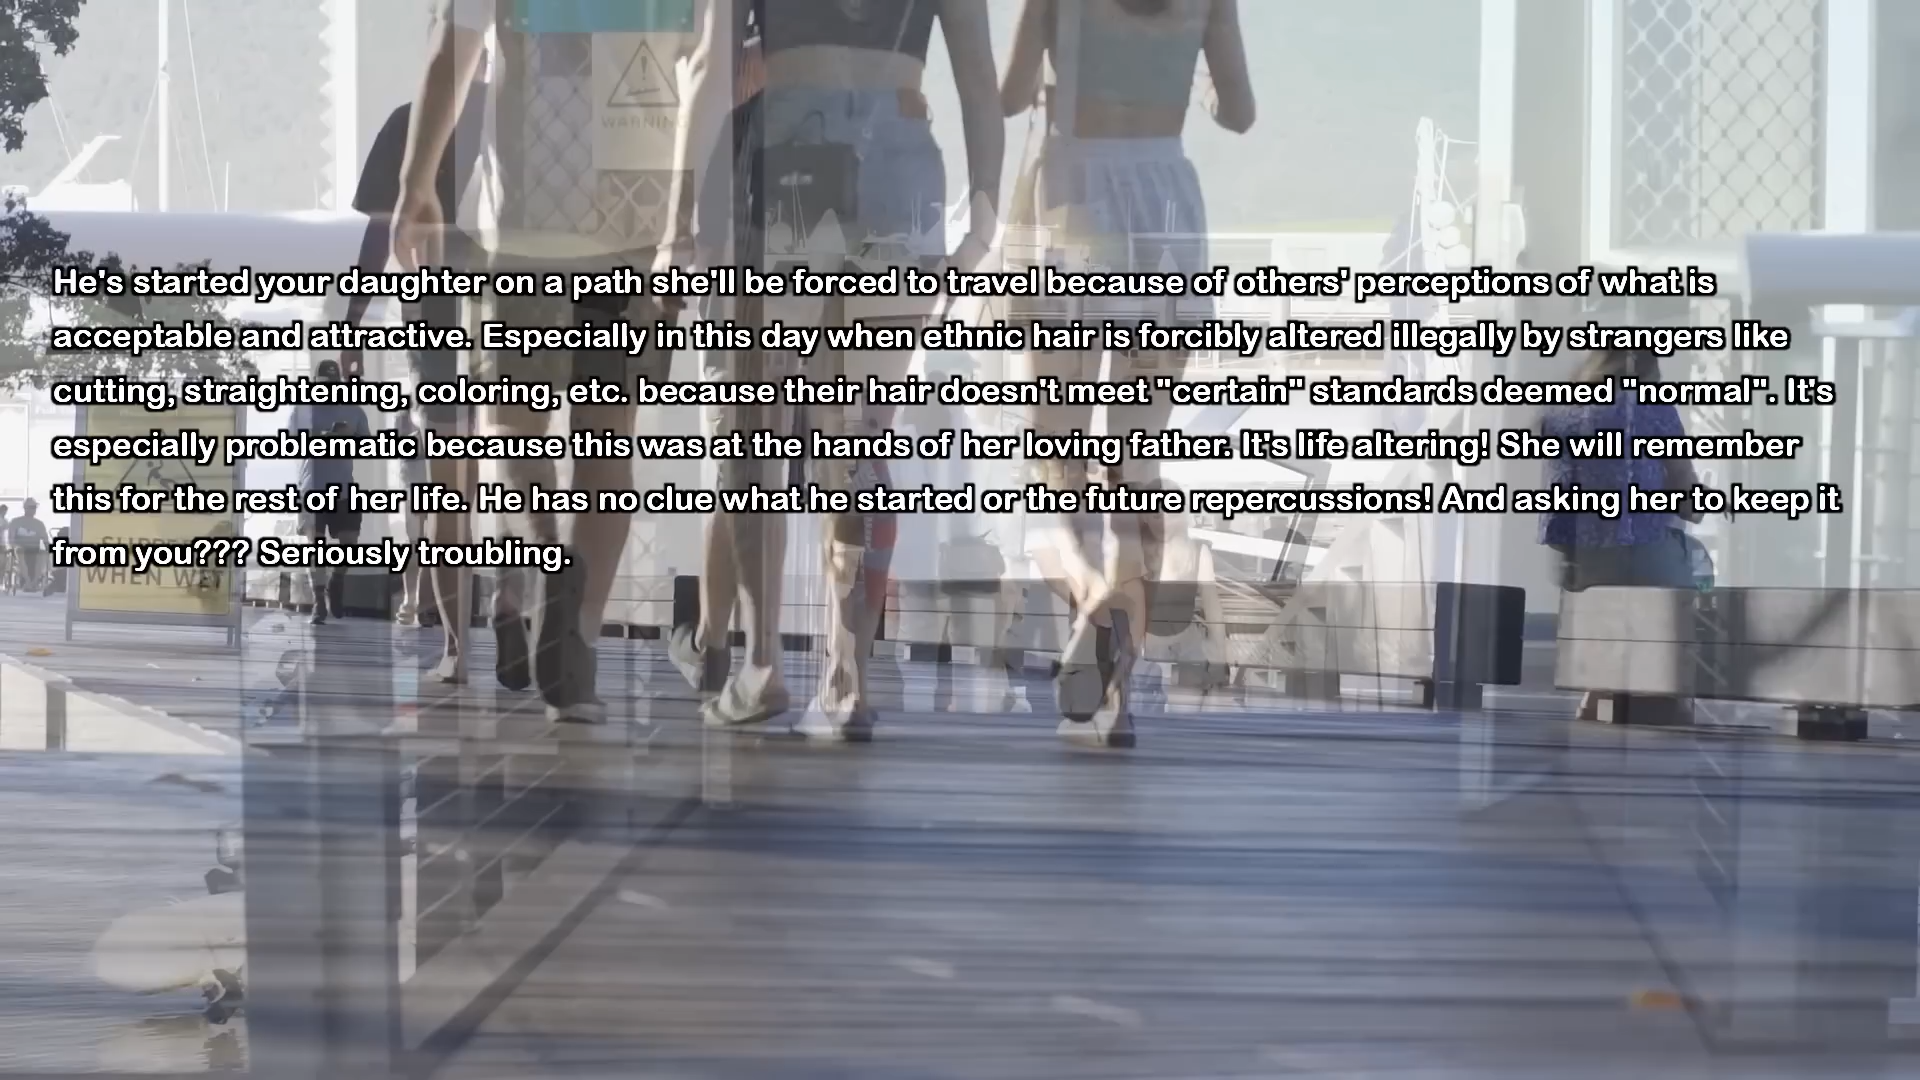 WARNING
He's started your daughter on a path she'll be forced to travel because of others' perceptions of what is
acceptable and attractive. Especially in this day when ethnic hair is forcibly altered illegally by strangers like
cutting, straightening, coloring, etc. because their hair doesn't meet "certain" standards deemed "normal". It's
especially problematic because this was at the hands of her loving father. It's life altering! She will remember
this for the rest of her life. He has no clue what he started or the future repercussions! And asking her to keep it
from you??? Seriously troubling.
WHEN WET